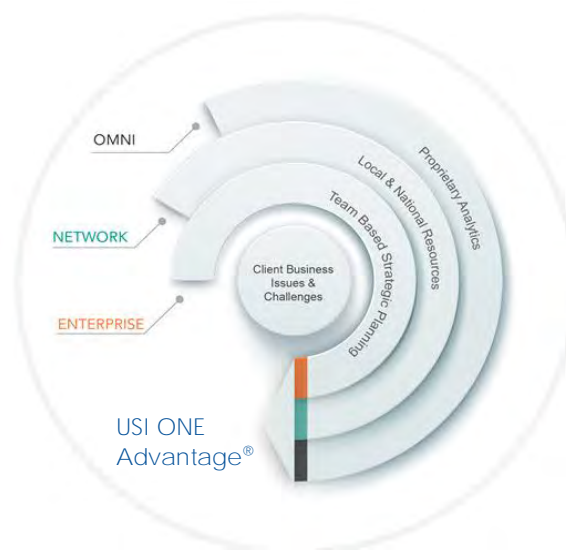 OMNI
NETWORK
ENTERPRISE
Proprietary Analytics
Local & National Resources
Team Based Strategic Planning
Client Business
Issues &
Challenges
USI ONE
Advantage®